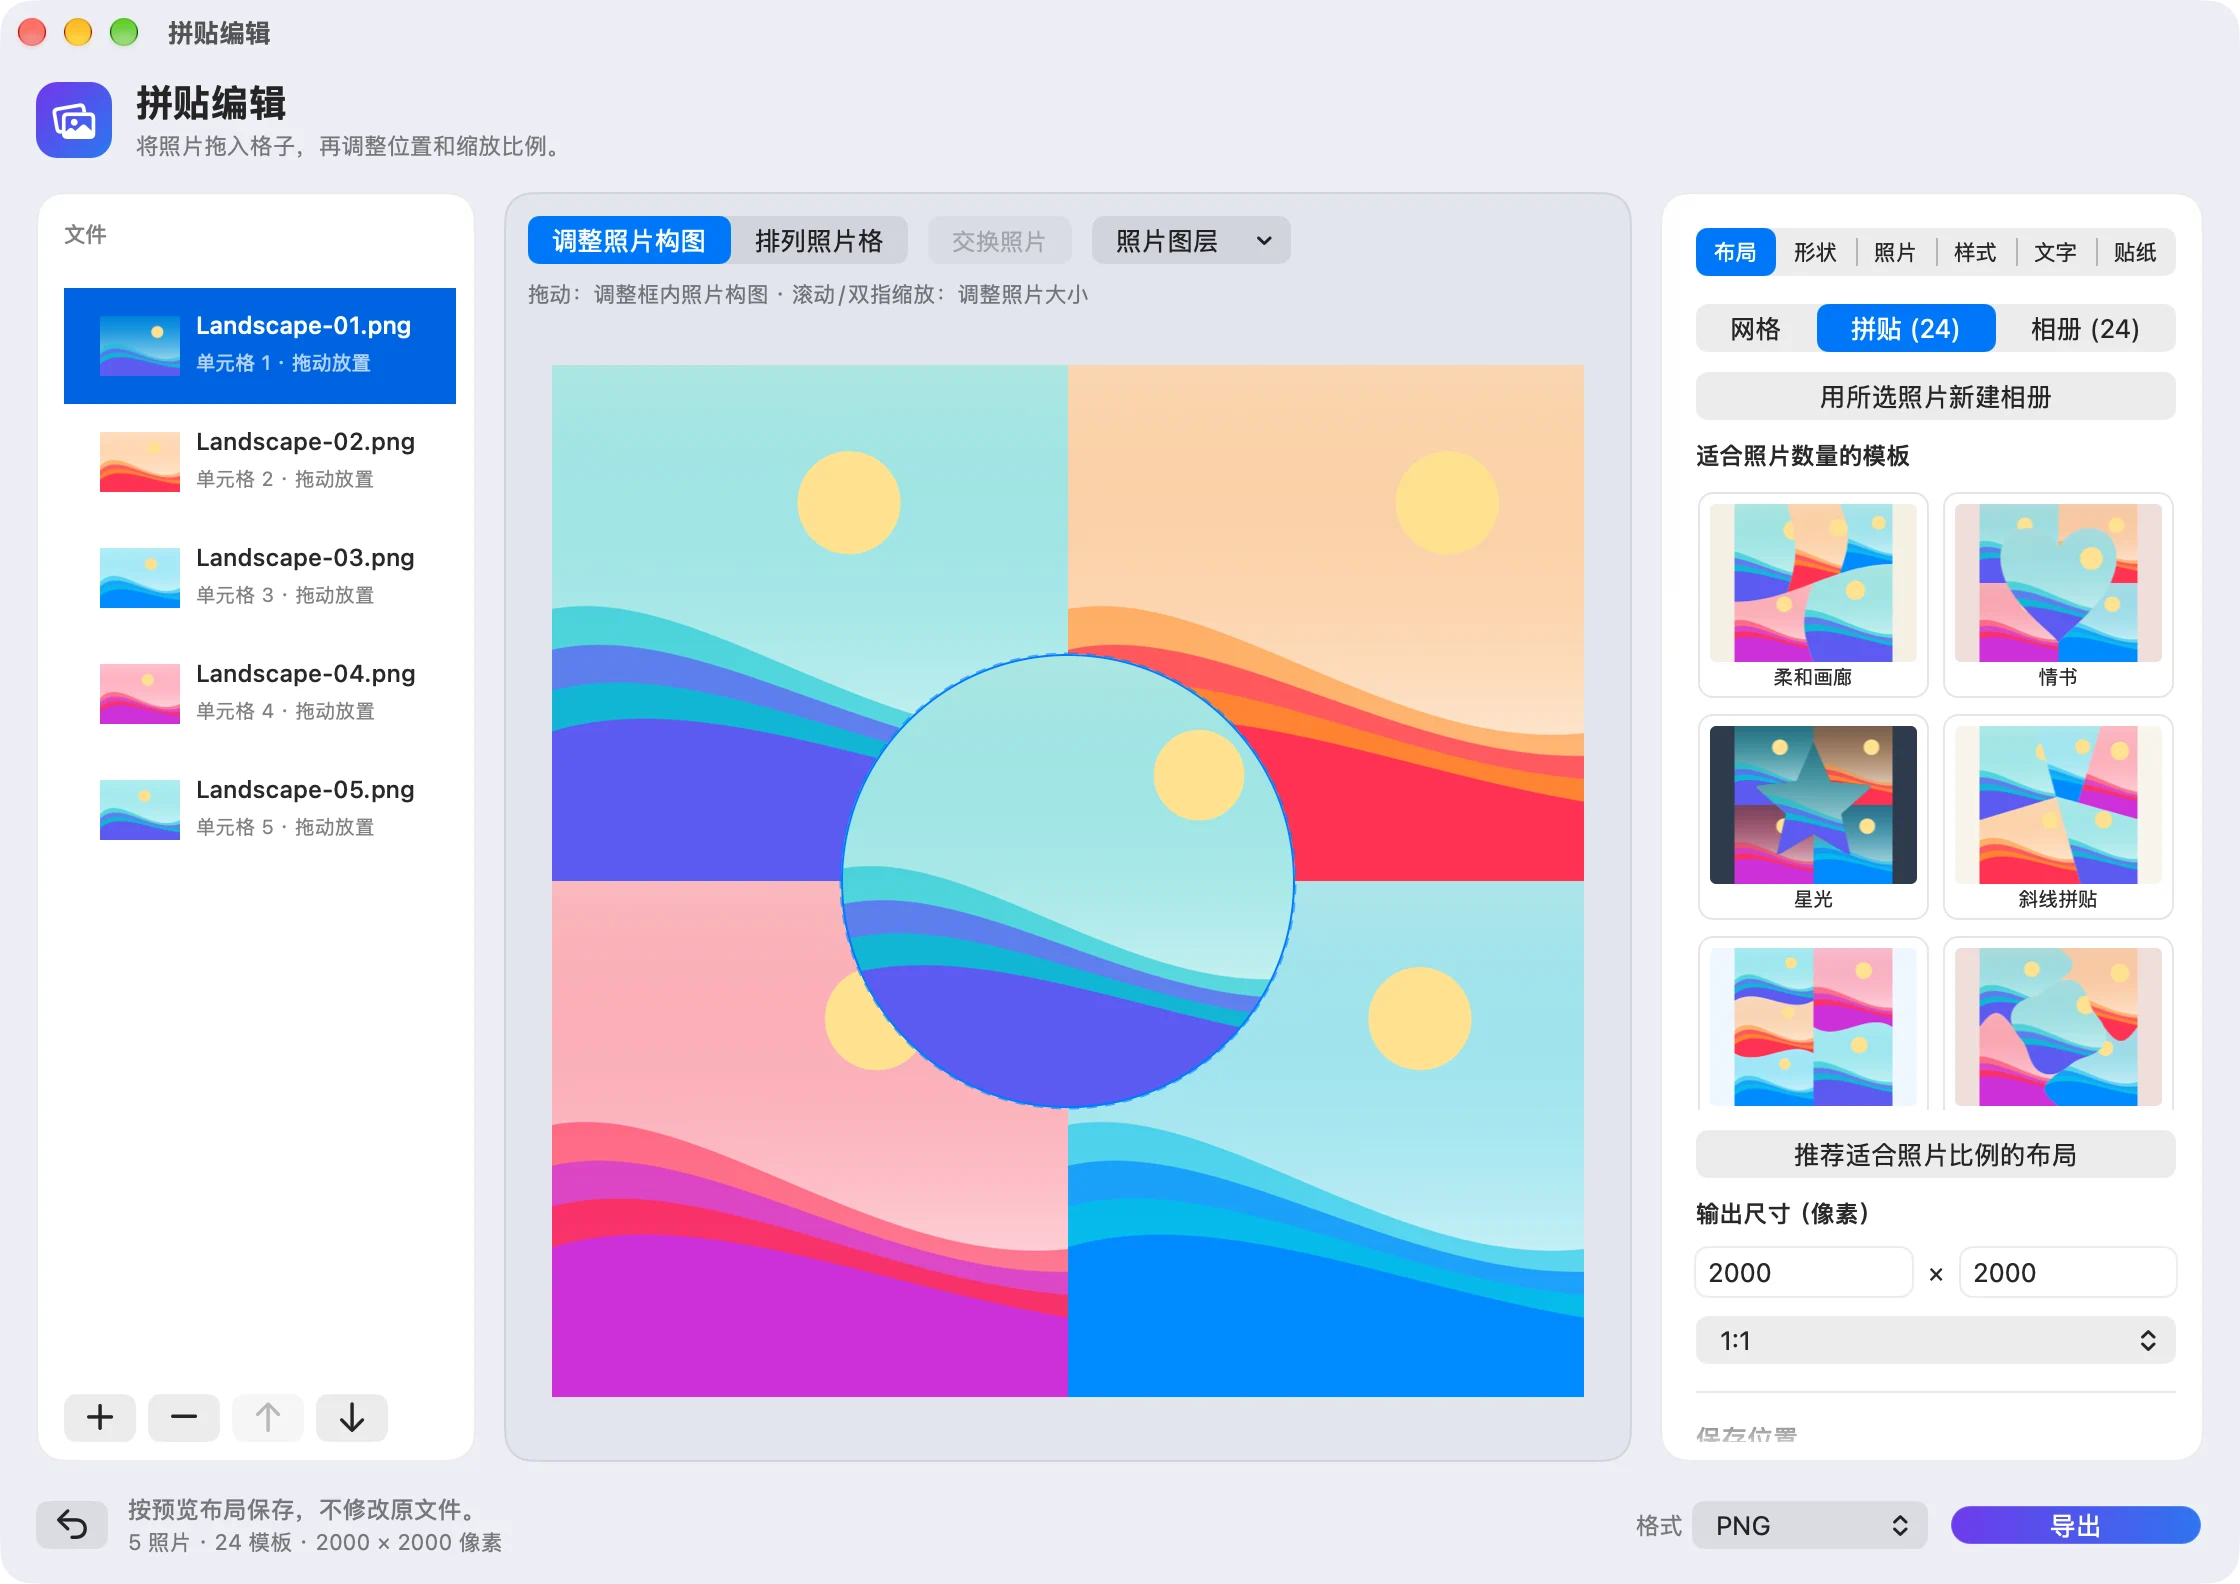 拼贴编辑
拼贴编辑
将照片拖入格子，再调整位置和缩放比例。
文件
Landscape-01.png
单元格 1 · 拖动放置
Landscape-02.png
单元格 2 · 拖动放置
Landscape-03.png
单元格 3 · 拖动放置
Landscape-04.png
单元格 4 · 拖动放置
Landscape-05.png
单元格 5 · 拖动放置
调整照片构图 排列照片格 交换照片 照片图层
拖动：调整框内照片构图 · 滚动/双指缩放：调整照片大小
布局 形状 照片 样式 文字 贴纸
网格 拼贴 (24) 相册 (24)
用所选照片新建相册
适合照片数量的模板
柔和画廊 情书
星光 斜线拼贴
推荐适合照片比例的布局
输出尺寸（像素）
2000 × 2000
1:1
保存位置
按预览布局保存，不修改原文件。
5 照片 · 24 模板 · 2000 × 2000 像素
格式 PNG 导出